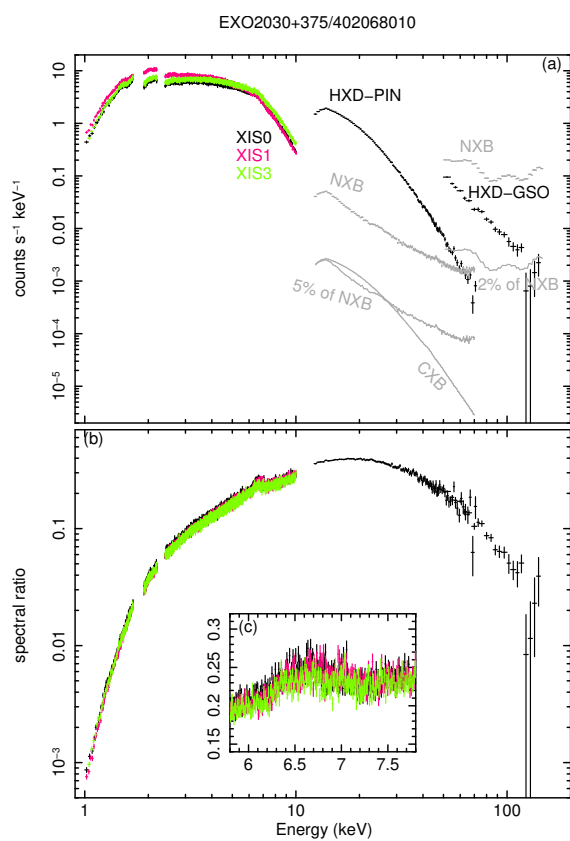 EXO2030+375/402068010
(a)
counts s⁻¹ keV⁻¹
10
1
0.1
0.01
10⁻³
10⁻⁴
10⁻⁵
XIS0
XIS1
XIS3
HXD−PIN
NXB
HXD−GSO
NXB
2% of NXB
5% of NXB
CXB
(b)
spectral ratio
0.1
0.01
10⁻³
(c)
0.3
0.25
0.2
0.15
6
6.5
7
7.5
1
10
100
Energy (keV)